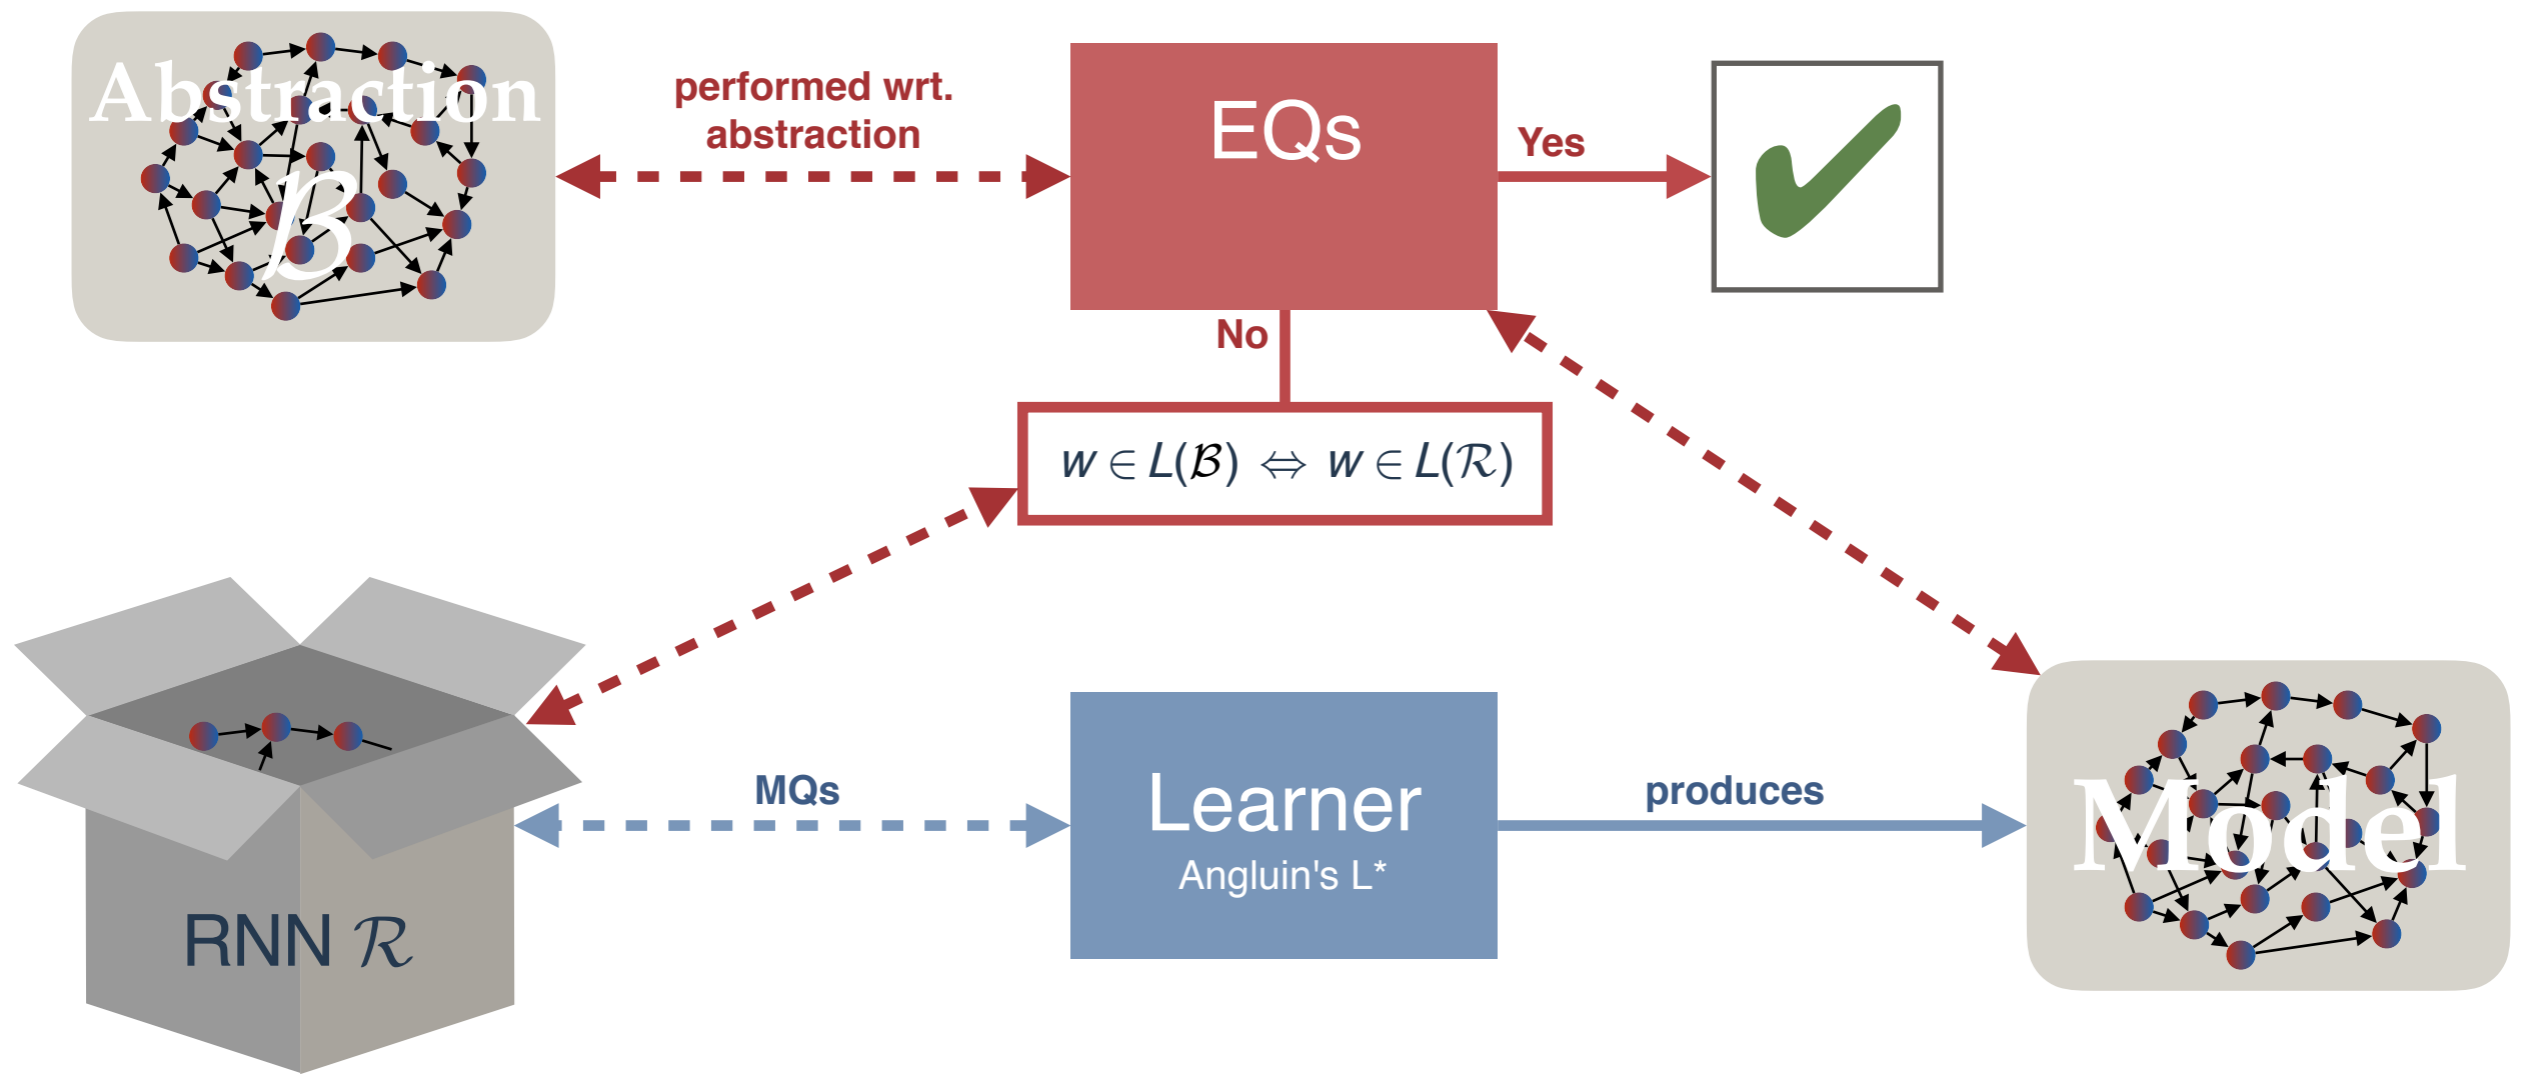 Abstraction
ℬ
performed wrt.
abstraction
EQs
Yes
No
w ∈ L(ℬ) ⇔ w ∈ L(ℛ)
RNN ℛ
MQs
Learner
Angluin's L*
produces
Model